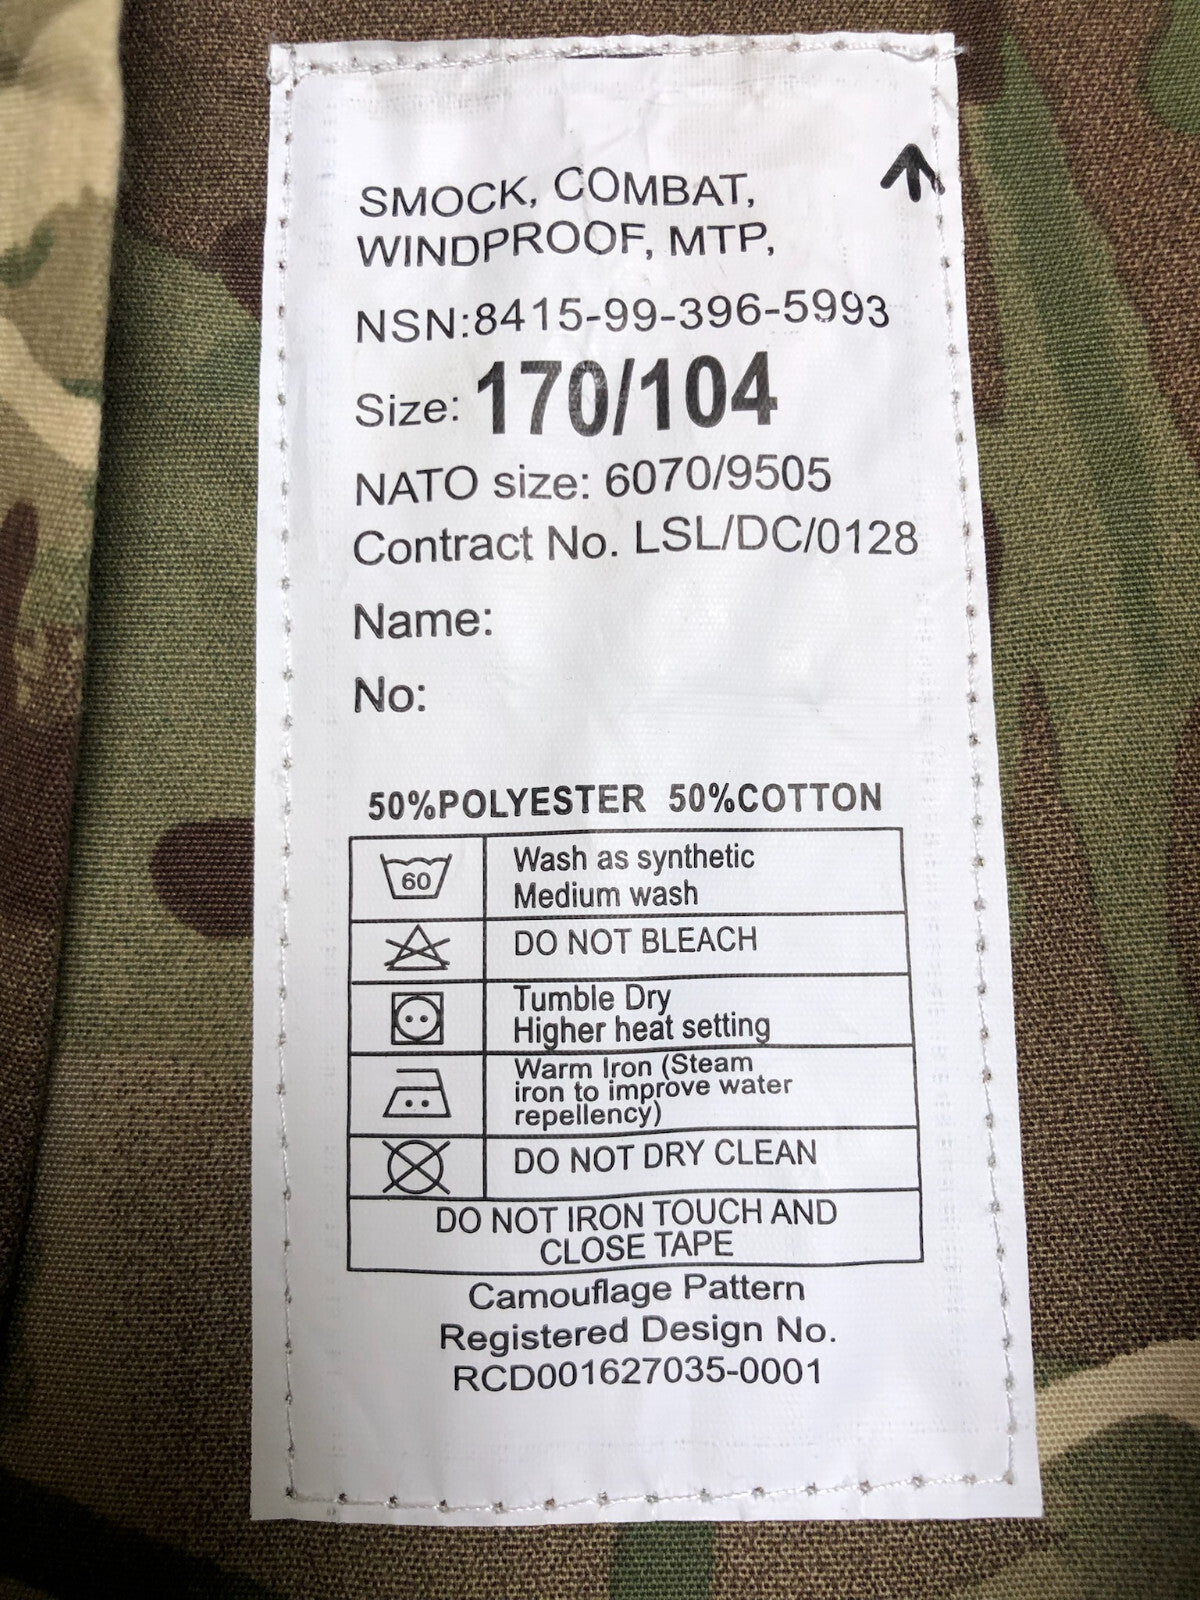 SMOCK, COMBAT,
WINDPROOF, MTP,
NSN:8415-99-396-5993
Size: 170/104
NATO size: 6070/9505
Contract No. LSL/DC/0128
Name:
No:
50%POLYESTER 50%COTTON
60
Wash as synthetic
Medium wash
DO NOT BLEACH
Tumble Dry
Higher heat setting
Warm Iron (Steam
iron to improve water
repellency)
DO NOT DRY CLEAN
DO NOT IRON TOUCH AND
CLOSE TAPE
Camouflage Pattern
Registered Design No.
RCD001627035-0001